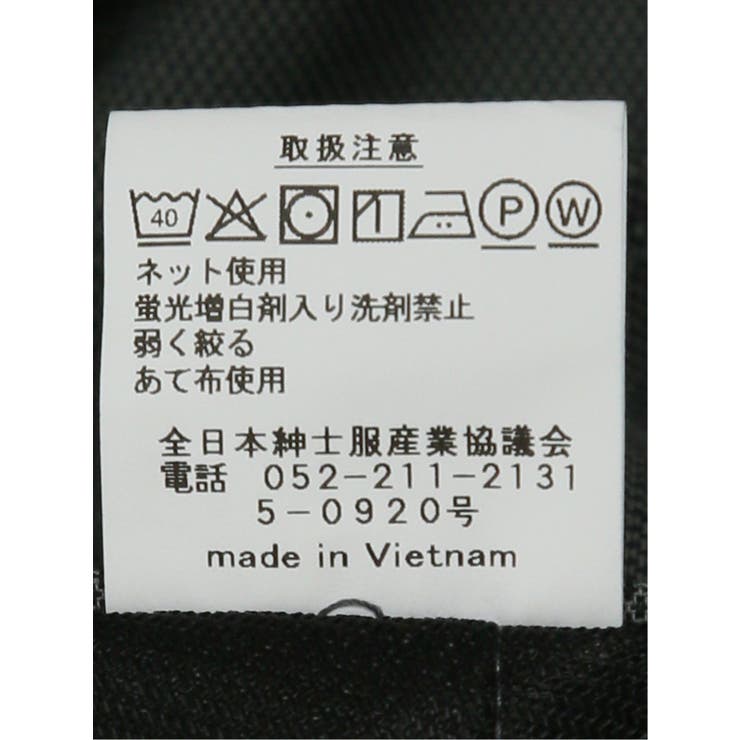 取扱注意
40 P W
ネット使用
蛍光増白剤入り洗剤禁止
弱く絞る
あて布使用
全日本紳士服産業協議会
電話 052-211-2131
5-0920号
made in Vietnam